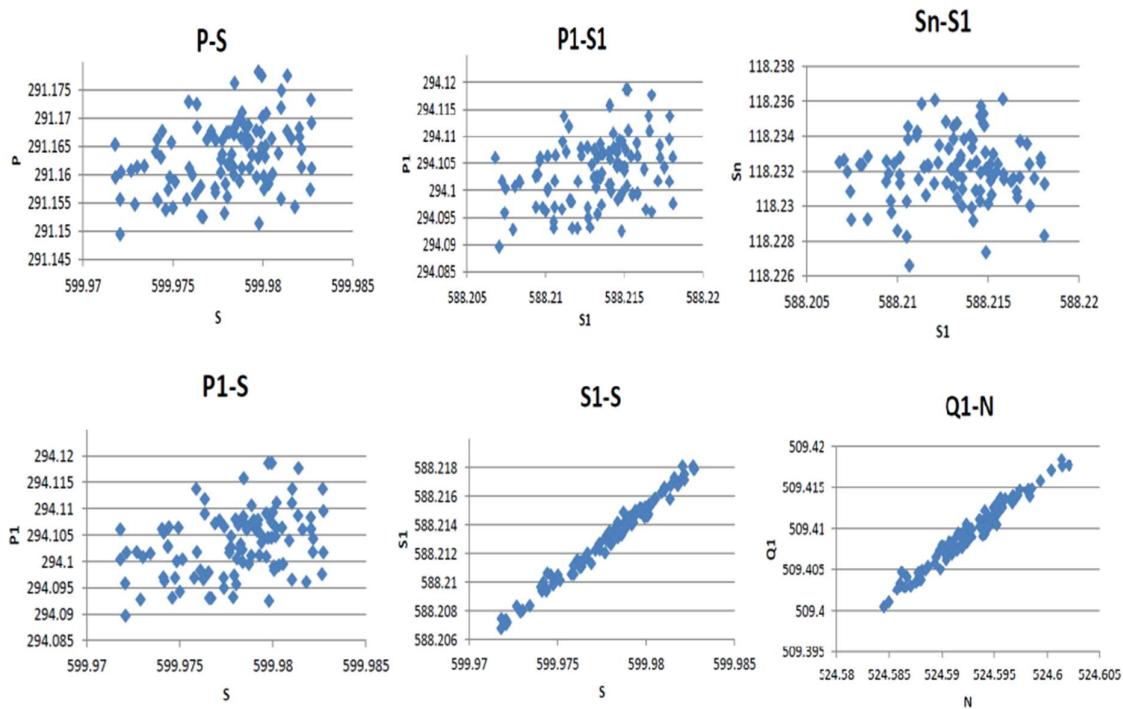 P-S
P
291.175
291.17
291.165
291.16
291.155
291.15
291.145
599.97 599.975 599.98 599.985
S
P1-S1
P1
294.12
294.115
294.11
294.105
294.1
294.095
294.09
294.085
588.205 588.21 588.215 588.22
S1
Sn-S1
Sn
118.238
118.236
118.234
118.232
118.23
118.228
118.226
588.205 588.21 588.215 588.22
S1
P1-S
P1
294.12
294.115
294.11
294.105
294.1
294.095
294.09
294.085
599.97 599.975 599.98 599.985
S
S1-S
S1
588.218
588.216
588.214
588.212
588.21
588.208
588.206
599.97 599.975 599.98 599.985
S
Q1-N
Q1
509.42
509.415
509.41
509.405
509.4
509.395
524.58 524.585 524.59 524.595 524.6 524.605
N